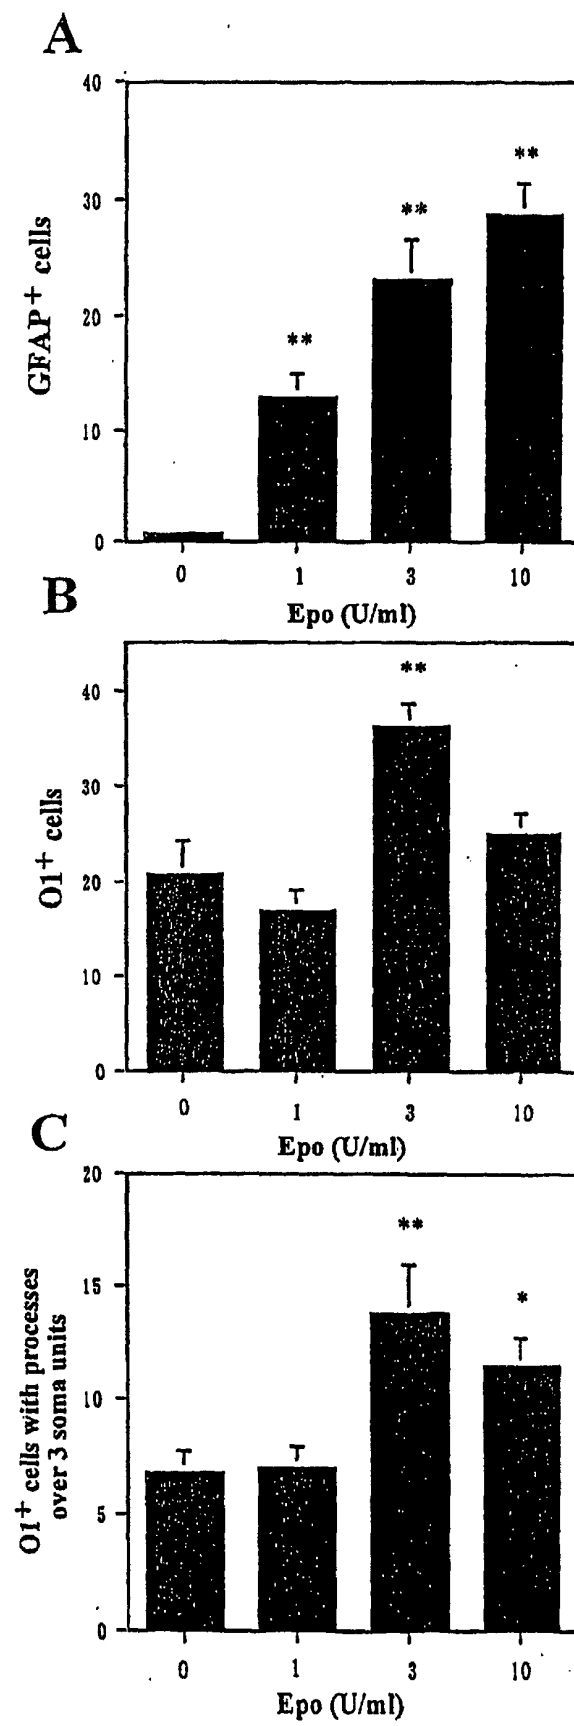 A
40
30
20
10
0
GFAP+ cells
**
**
**
0 1 3 10
Epo (U/ml)
B
40
30
20
10
0
O1+ cells
**
0 1 3 10
Epo (U/ml)
C
20
15
10
5
0
O1+ cells with processes
over 3 soma units
**
*
0 1 3 10
Epo (U/ml)